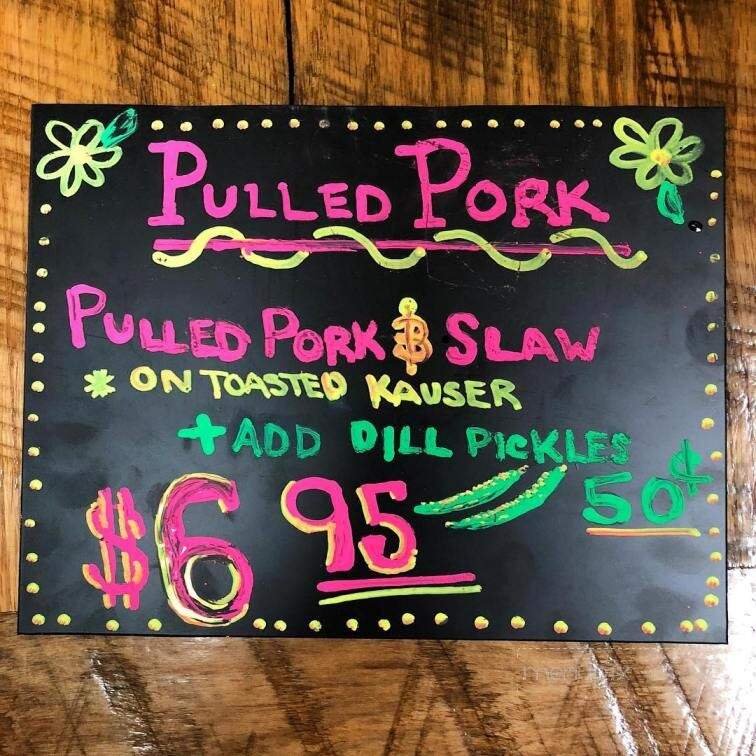 PULLED PORK
PULLED PORK & SLAW
* ON TOASTED KAUSER
+ ADD DILL PICKLES 50¢
$6 95